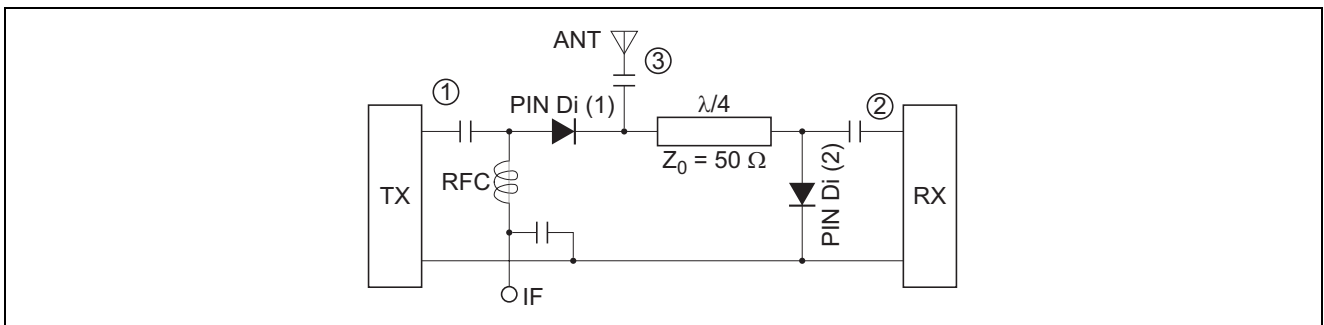 ANT
③
①
PIN Di (1)
λ/4
②
Z₀ = 50 Ω
RFC
TX
PIN Di (2)
RX
IF